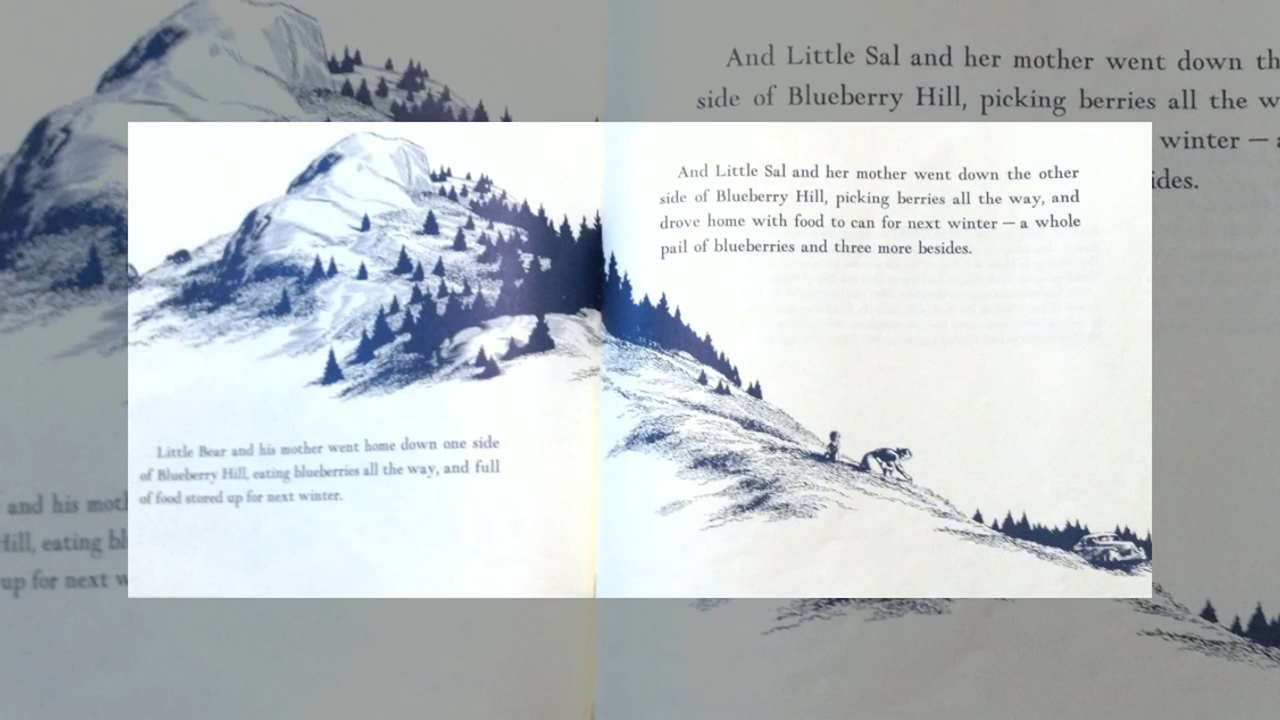 Little Bear and his mother went home down one side
of Blueberry Hill, eating blueberries all the way, and full
of food stored up for next winter.
And Little Sal and her mother went down the other
side of Blueberry Hill, picking berries all the way, and
drove home with food to can for next winter — a whole
pail of blueberries and three more besides.